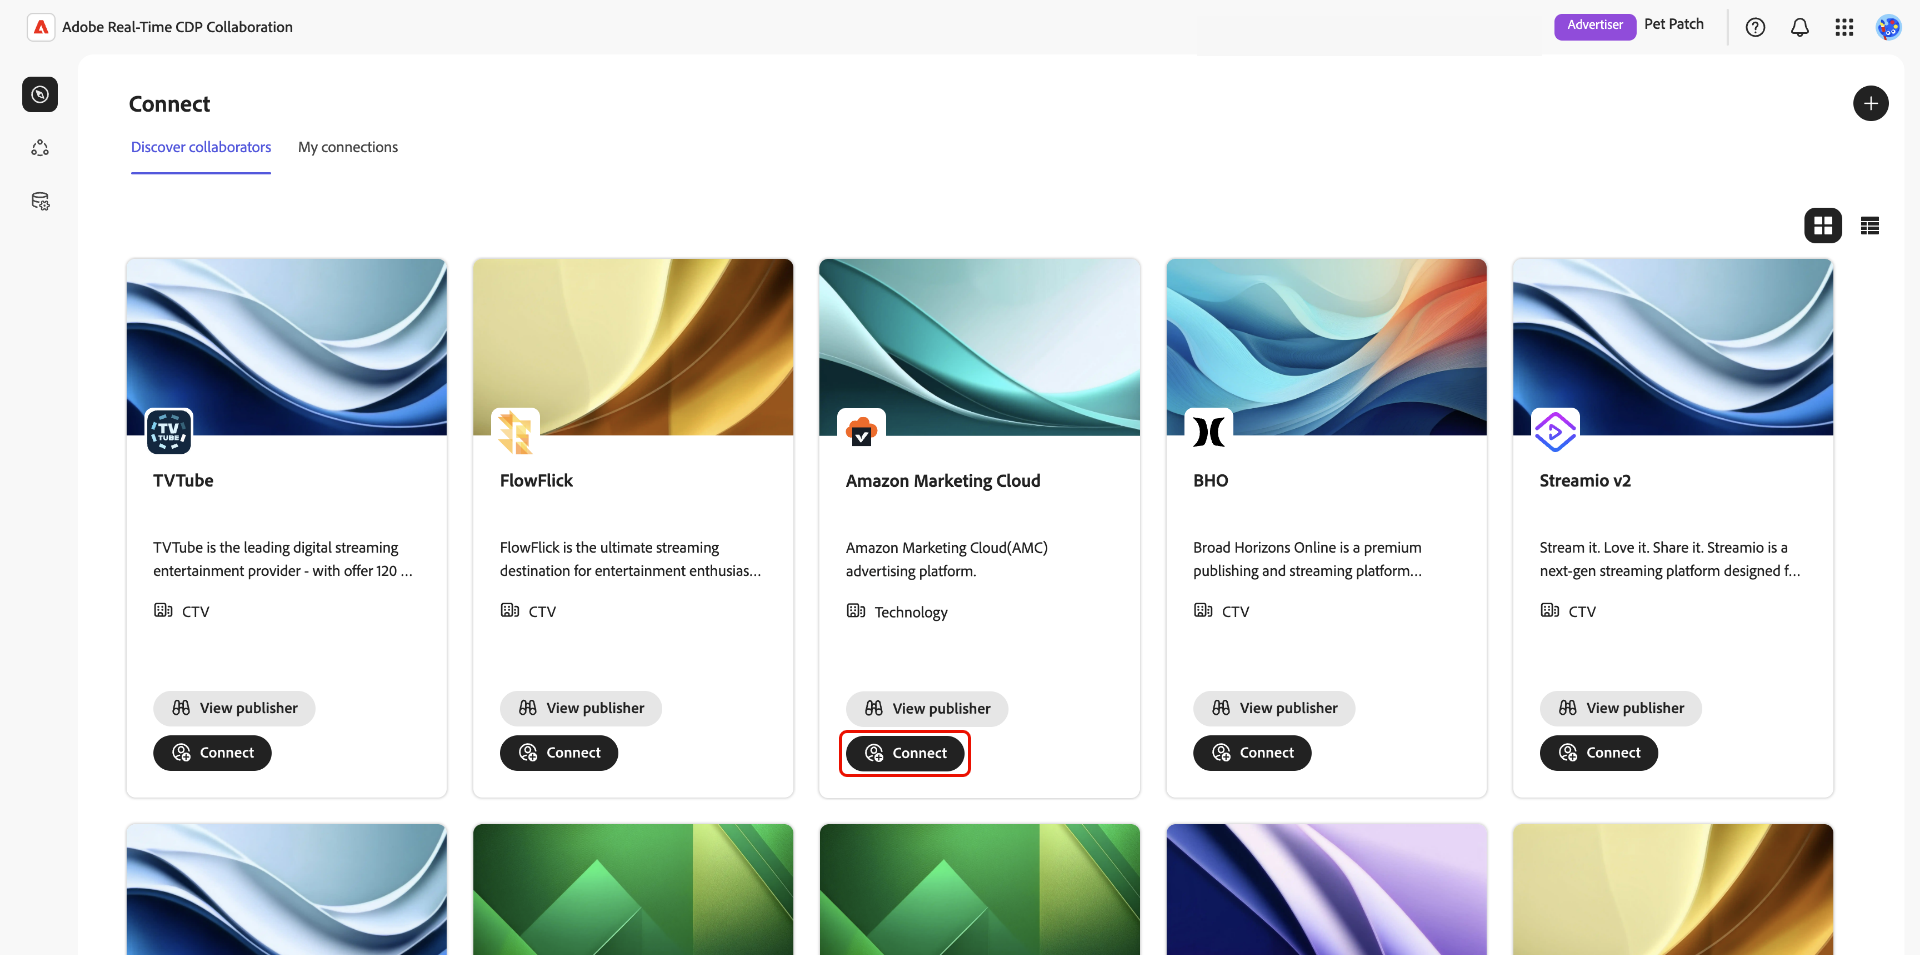 Adobe Real-Time CDP Collaboration
Advertiser
Pet Patch
Connect
Discover collaborators
My connections
TV
TUBE
TVTube
TVTube is the leading digital streaming
entertainment provider - with offer 120 ...
CTV
View publisher
Connect
FlowFlick
FlowFlick is the ultimate streaming
destination for entertainment enthusias...
CTV
View publisher
Connect
Amazon Marketing Cloud
Amazon Marketing Cloud(AMC)
advertising platform.
Technology
View publisher
Connect
BHO
Broad Horizons Online is a premium
publishing and streaming platform...
CTV
View publisher
Connect
Streamio v2
Stream it. Love it. Share it. Streamio is a
next-gen streaming platform designed f...
CTV
View publisher
Connect